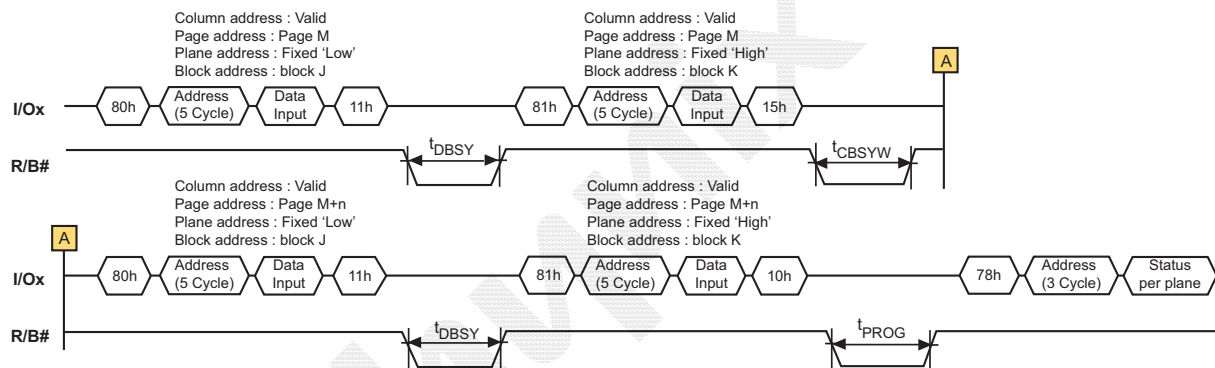 Column address : Valid
Page address : Page M
Plane address : Fixed 'Low'
Block address : block J
Column address : Valid
Page address : Page M
Plane address : Fixed 'High'
Block address : block K
A
I/Ox
80h
Address
(5 Cycle)
Data
Input
11h
81h
Address
(5 Cycle)
Data
Input
15h
R/B#
tDBSY
tCBSYW
Column address : Valid
Page address : Page M+n
Plane address : Fixed 'Low'
Block address : block J
Column address : Valid
Page address : Page M+n
Plane address : Fixed 'High'
Block address : block K
A
I/Ox
80h
Address
(5 Cycle)
Data
Input
11h
81h
Address
(5 Cycle)
Data
Input
10h
78h
Address
(3 Cycle)
Status
per plane
R/B#
tDBSY
tPROG